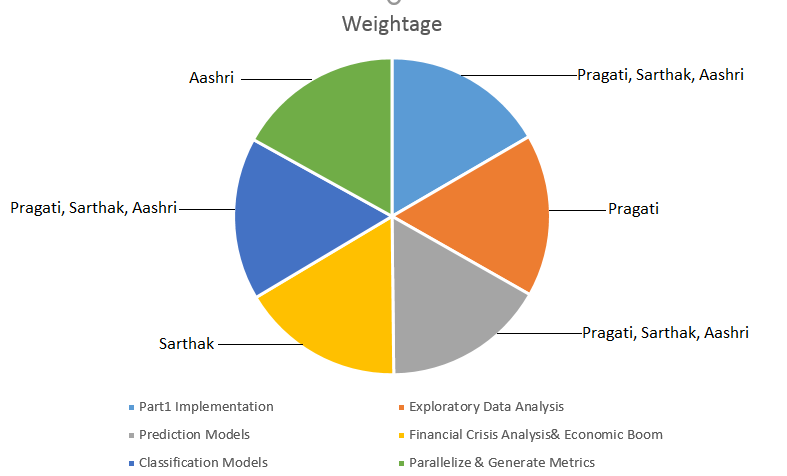 Weightage
Aashri
Pragati, Sarthak, Aashri
Pragati, Sarthak, Aashri
Pragati
Sarthak
Pragati, Sarthak, Aashri
Part1 Implementation
Exploratory Data Analysis
Prediction Models
Financial Crisis Analysis& Economic Boom
Classification Models
Parallelize & Generate Metrics